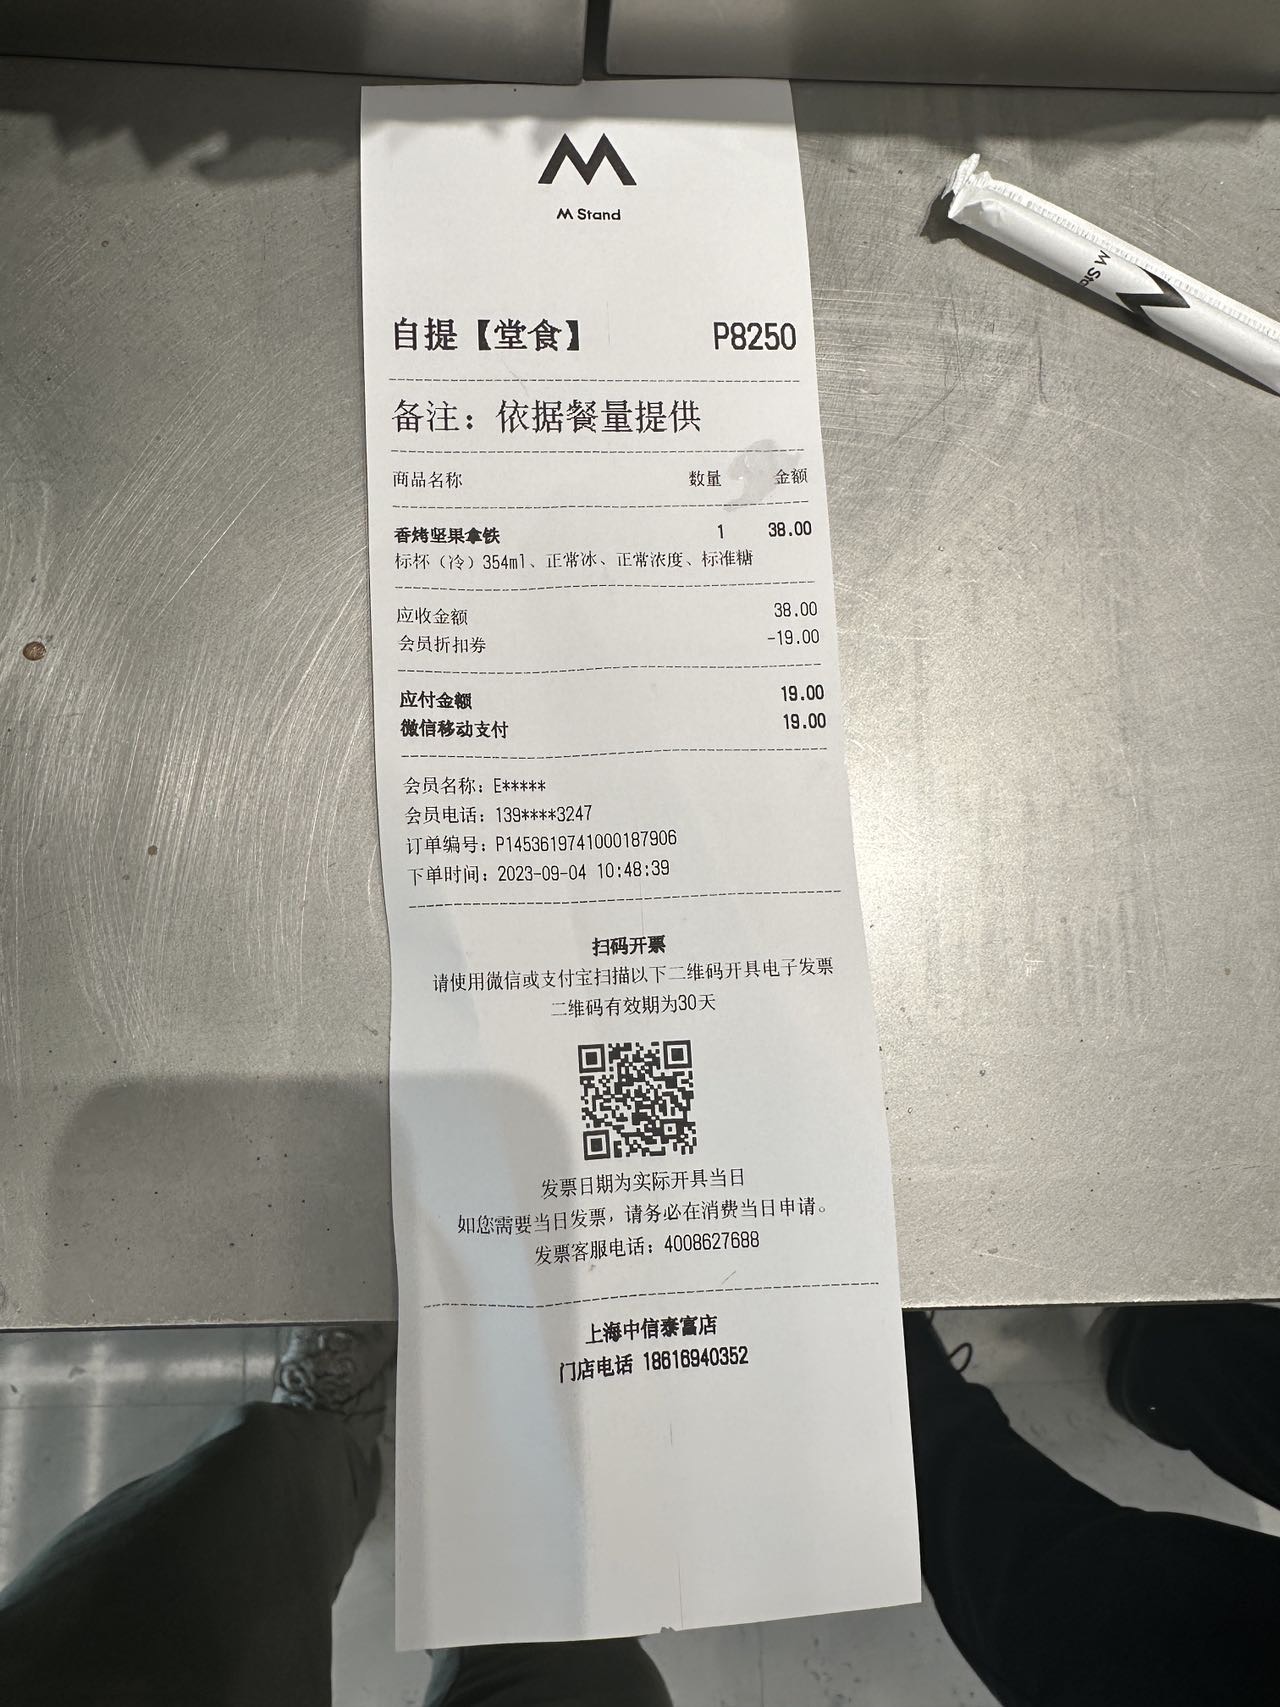 M Stand
自提【堂食】 P8250
备注：依据餐量提供
商品名称 数量 金额
香烤坚果拿铁 1 38.00
标杯（冷）354ml、正常冰、正常浓度、标准糖
应收金额 38.00
会员折扣券 -19.00
应付金额 19.00
微信移动支付 19.00
会员名称：E*****
会员电话：139****3247
订单编号：P1453619741000187906
下单时间：2023-09-04 10:48:39
扫码开票
请使用微信或支付宝扫描以下二维码开具电子发票
二维码有效期为30天
发票日期为实际开具当日
如您需要当日发票，请务必在消费当日申请。
发票客服电话：4008627688
上海中信泰富店
门店电话 18616940352
M Sta